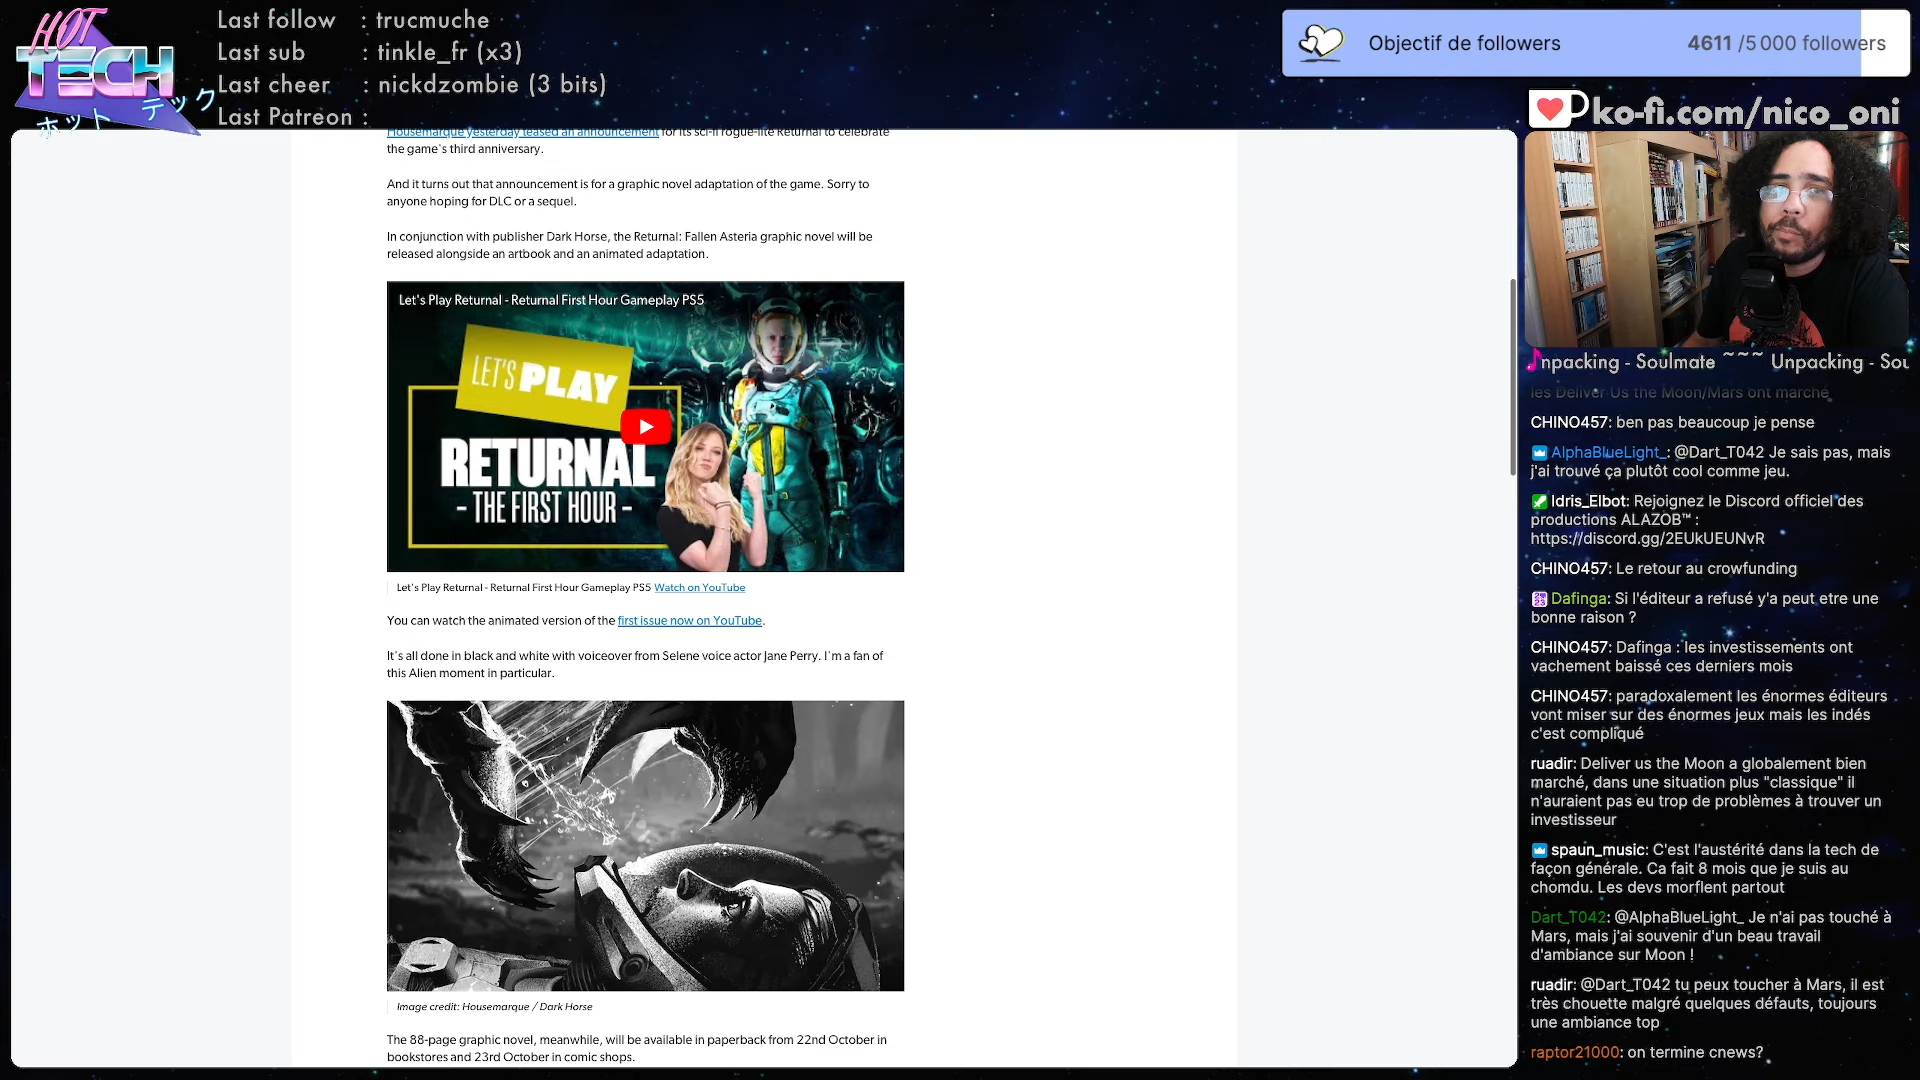 HOT
TECH
ホット テック
Last follow : trucmuche
Last sub : tinkle_fr (x3)
Last cheer : nickdzombie (3 bits)
Last Patreon :
Objectif de followers
4611 /5 000 followers
ko-fi.com/nico_oni
Housemarque yesterday teased an announcement for its sci-fi rogue-lite Returnal to celebrate
the game's third anniversary.
And it turns out that announcement is for a graphic novel adaptation of the game. Sorry to
anyone hoping for DLC or a sequel.
In conjunction with publisher Dark Horse, the Returnal: Fallen Asteria graphic novel will be
released alongside an artbook and an animated adaptation.
Let's Play Returnal - Returnal First Hour Gameplay PS5
LET'S PLAY
RETURNAL
- THE FIRST HOUR -
Let's Play Returnal - Returnal First Hour Gameplay PS5 Watch on YouTube
You can watch the animated version of the first issue now on YouTube.
It's all done in black and white with voiceover from Selene voice actor Jane Perry. I'm a fan of
this Alien moment in particular.
Image credit: Housemarque / Dark Horse
The 88-page graphic novel, meanwhile, will be available in paperback from 22nd October in
bookstores and 23rd October in comic shops.
npacking - Soulmate ~~~ Unpacking - Sou
les Deliver Us the Moon/Mars ont marché
CHINO457: ben pas beaucoup je pense
AlphaBlueLight_: @Dart_T042 Je sais pas, mais
j'ai trouvé ça plutôt cool comme jeu.
Idris_Elbot: Rejoignez le Discord officiel des
productions ALAZOB™ :
https://discord.gg/2EUkUEUNvR
CHINO457: Le retour au crowfunding
Dafinga: Si l'éditeur a refusé y'a peut etre une
bonne raison ?
CHINO457: Dafinga : les investissements ont
vachement baissé ces derniers mois
CHINO457: paradoxalement les énormes éditeurs
vont miser sur des énormes jeux mais les indés
c'est compliqué
ruadir: Deliver us the Moon a globalement bien
marché, dans une situation plus "classique" il
n'auraient pas eu trop de problèmes à trouver un
investisseur
spaun_music: C'est l'austérité dans la tech de
façon générale. Ca fait 8 mois que je suis au
chomdu. Les devs morflent partout
Dart_T042: @AlphaBlueLight_ Je n'ai pas touché à
Mars, mais j'ai souvenir d'un beau travail
d'ambiance sur Moon !
ruadir: @Dart_T042 tu peux toucher à Mars, il est
très chouette malgré quelques défauts, toujours
une ambiance top
raptor21000: on termine cnews?